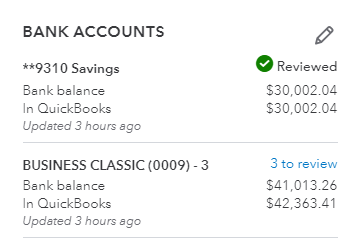 BANK ACCOUNTS
**9310 Savings Reviewed
Bank balance $30,002.04
In QuickBooks $30,002.04
Updated 3 hours ago
BUSINESS CLASSIC (0009) - 3 3 to review
Bank balance $41,013.26
In QuickBooks $42,363.41
Updated 3 hours ago